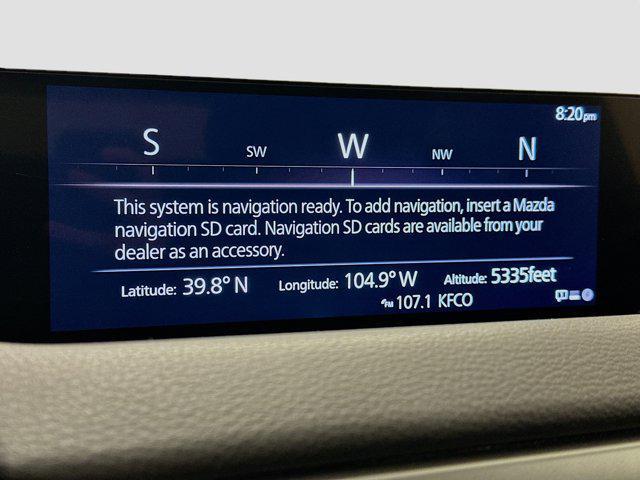 8:20pm
S SW W NW N
This system is navigation ready. To add navigation, insert a Mazda
navigation SD card. Navigation SD cards are available from your
dealer as an accessory.
Latitude: 39.8° N Longitude: 104.9° W Altitude: 5335feet
FM 107.1 KFCO